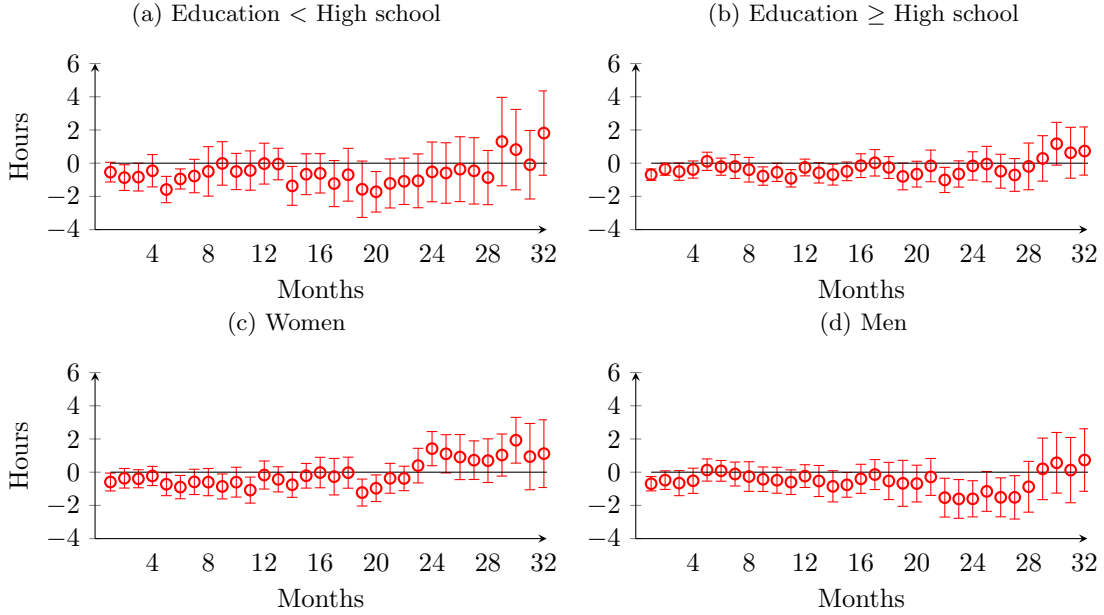 (a) Education < High school
(b) Education ≥ High school
6
4
2
0
−2
−4
Hours
4 8 12 16 20 24 28 32
Months
6
4
2
0
−2
−4
4 8 12 16 20 24 28 32
Months
(c) Women
(d) Men
6
4
2
0
−2
−4
Hours
4 8 12 16 20 24 28 32
Months
6
4
2
0
−2
−4
4 8 12 16 20 24 28 32
Months